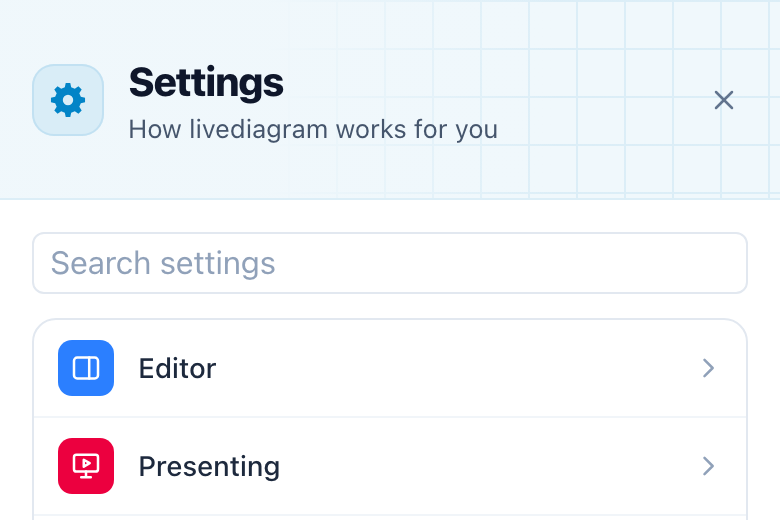 Settings
How livediagram works for you
Search settings
Editor
Presenting